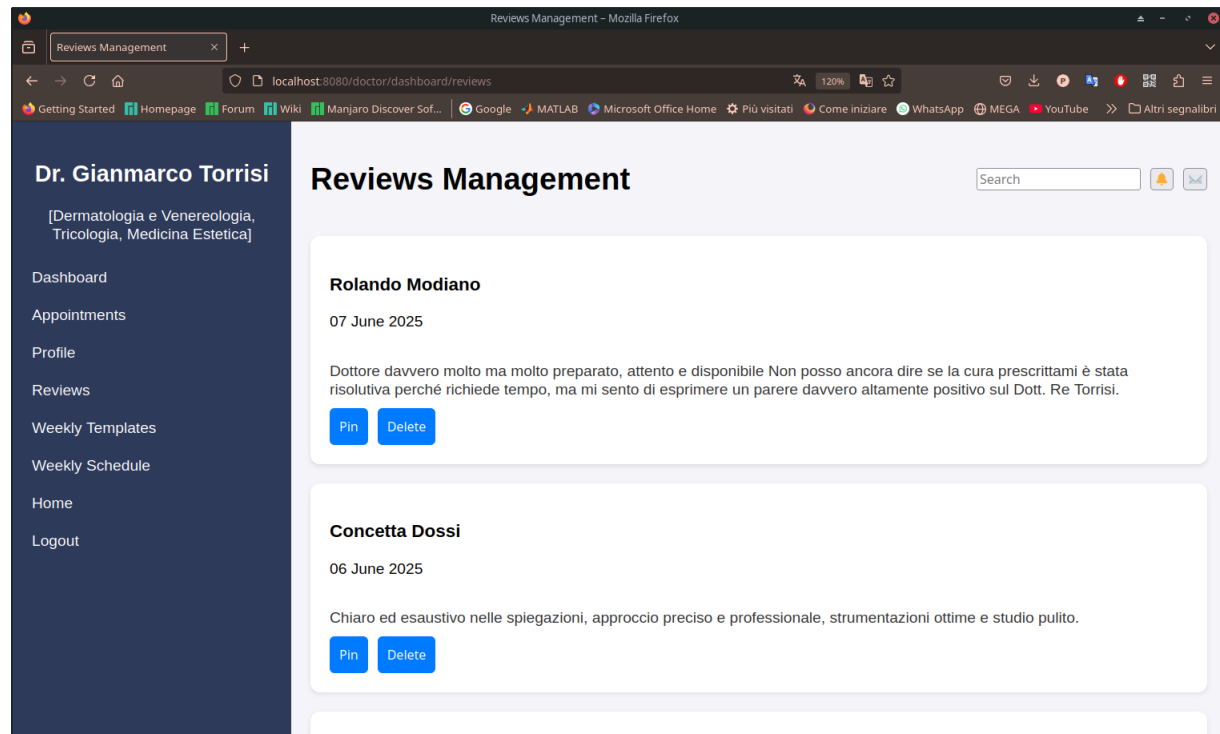 Reviews Management – Mozilla Firefox
Reviews Management
localhost:8080/doctor/dashboard/reviews
120%
Getting Started Homepage Forum Wiki Manjaro Discover Sof... Google MATLAB Microsoft Office Home Più visitati Come iniziare WhatsApp MEGA YouTube Altri segnalibri
Dr. Gianmarco Torrisi
[Dermatologia e Venereologia,
Tricologia, Medicina Estetica]
Dashboard
Appointments
Profile
Reviews
Weekly Templates
Weekly Schedule
Home
Logout
Reviews Management
Search
Rolando Modiano
07 June 2025
Dottore davvero molto ma molto preparato, attento e disponibile Non posso ancora dire se la cura prescrittami è stata
risolutiva perché richiede tempo, ma mi sento di esprimere un parere davvero altamente positivo sul Dott. Re Torrisi.
Pin Delete
Concetta Dossi
06 June 2025
Chiaro ed esaustivo nelle spiegazioni, approccio preciso e professionale, strumentazioni ottime e studio pulito.
Pin Delete